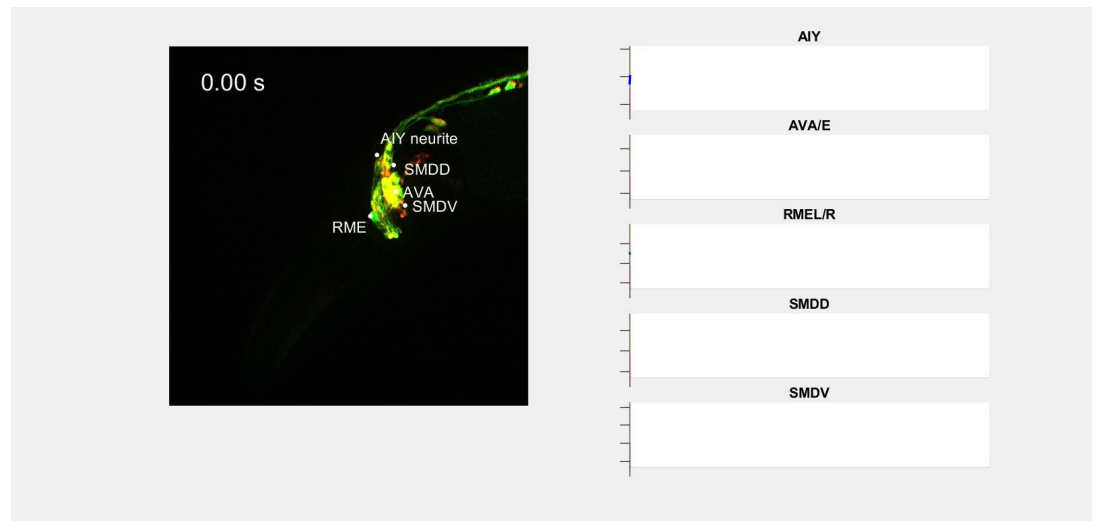 0.00 s
AIY neurite
SMDD
AVA
SMDV
RME
AIY
AVA/E
RMEL/R
SMDD
SMDV